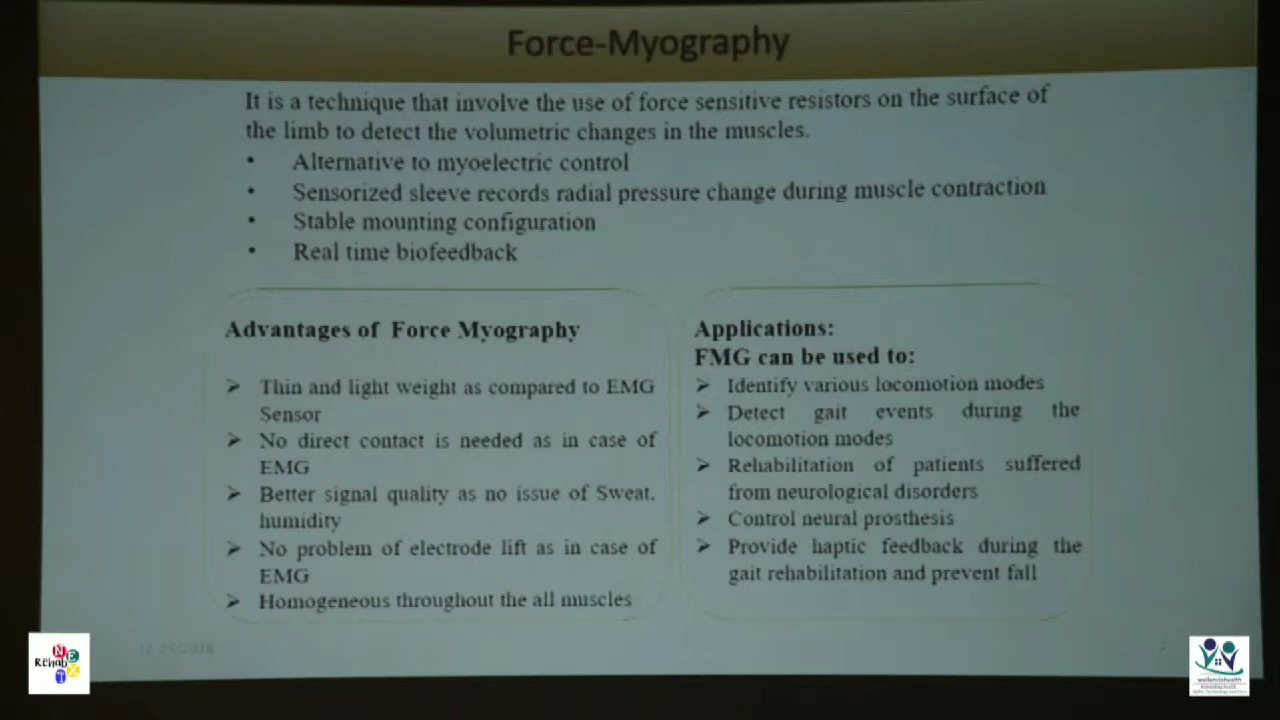 Force-Myography
It is a technique that involve the use of force sensitive resistors on the surface of
the limb to detect the volumetric changes in the muscles.
• Alternative to myoelectric control
• Sensorized sleeve records radial pressure change during muscle contraction
• Stable mounting configuration
• Real time biofeedback
Advantages of Force Myography
➢ Thin and light weight as compared to EMG
Sensor
➢ No direct contact is needed as in case of
EMG
➢ Better signal quality as no issue of Sweat.
humidity
➢ No problem of electrode lift as in case of
EMG
➢ Homogeneous throughout the all muscles
Applications:
FMG can be used to:
➢ Identify various locomotion modes
➢ Detect gait events during the
locomotion modes
➢ Rehabilitation of patients suffered
from neurological disorders
➢ Control neural prosthesis
➢ Provide haptic feedback during the
gait rehabilitation and prevent fall
REhab NEXT